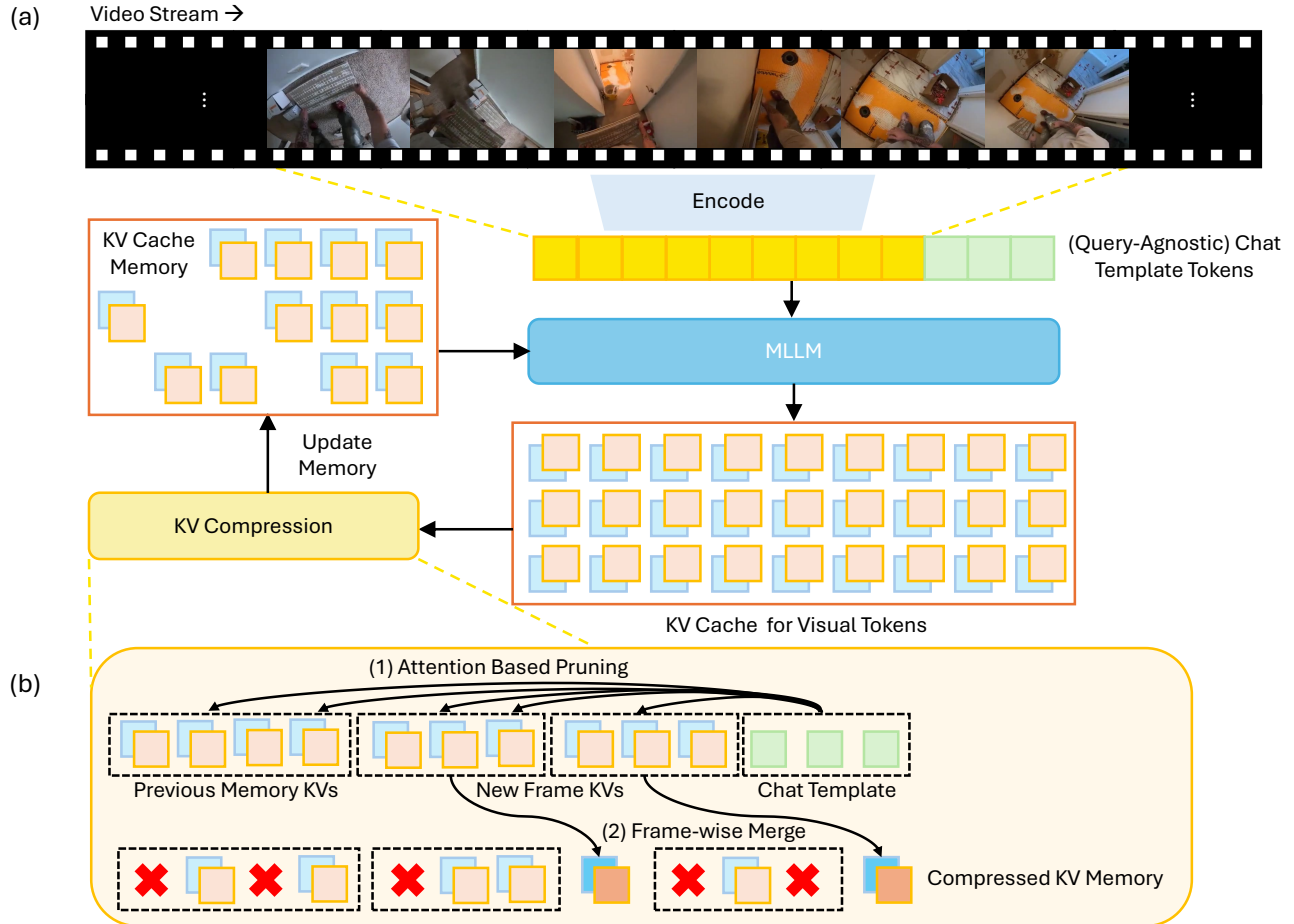 (a)
Video Stream →
Encode
KV Cache
Memory
(Query-Agnostic) Chat
Template Tokens
MLLM
Update
Memory
KV Compression
KV Cache for Visual Tokens
(b)
(1) Attention Based Pruning
Previous Memory KVs
New Frame KVs
Chat Template
(2) Frame-wise Merge
Compressed KV Memory